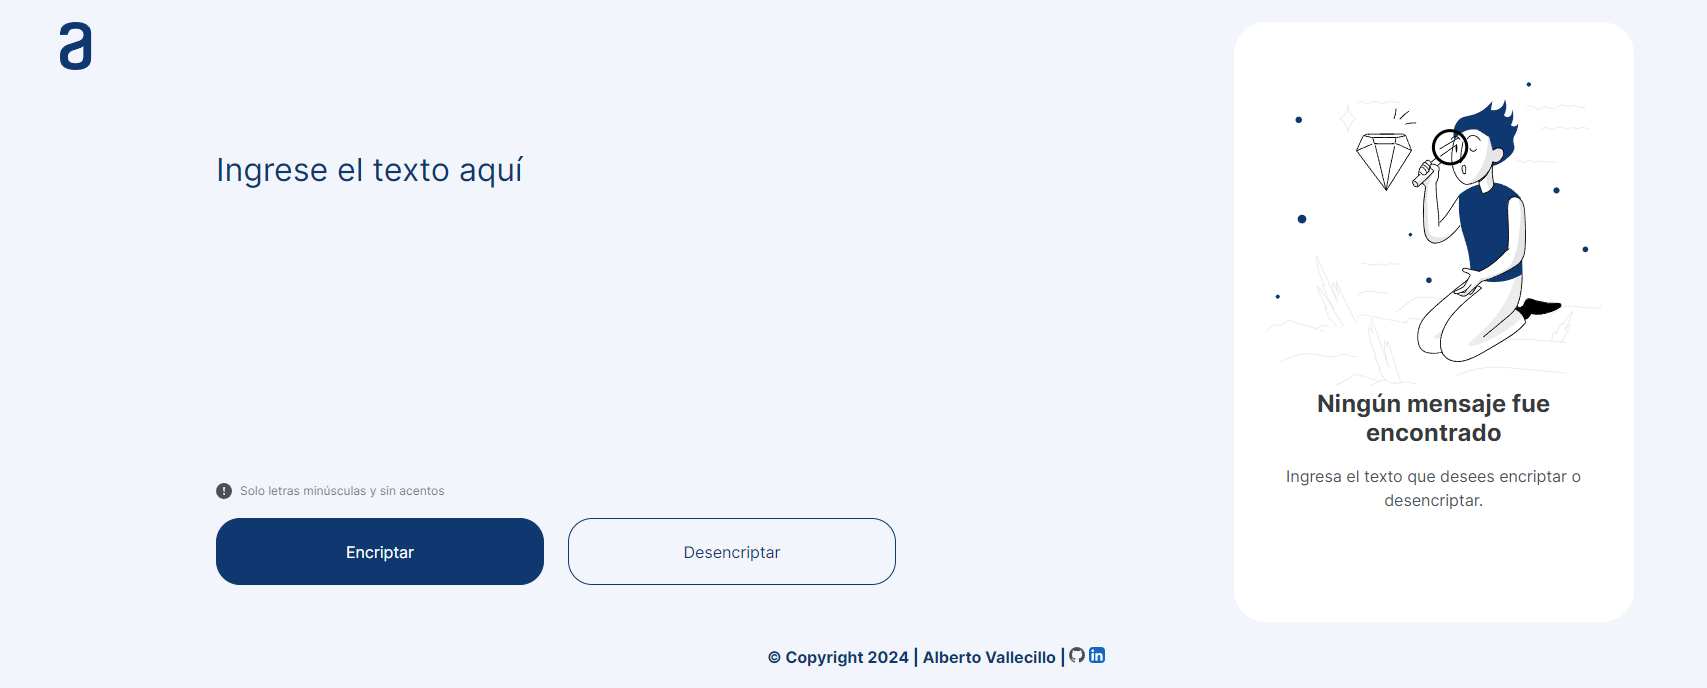 a
Ingrese el texto aquí
Solo letras minúsculas y sin acentos
Encriptar
Desencriptar
Ningún mensaje fue
encontrado
Ingresa el texto que desees encriptar o
desencriptar.
© Copyright 2024 | Alberto Vallecillo |
in